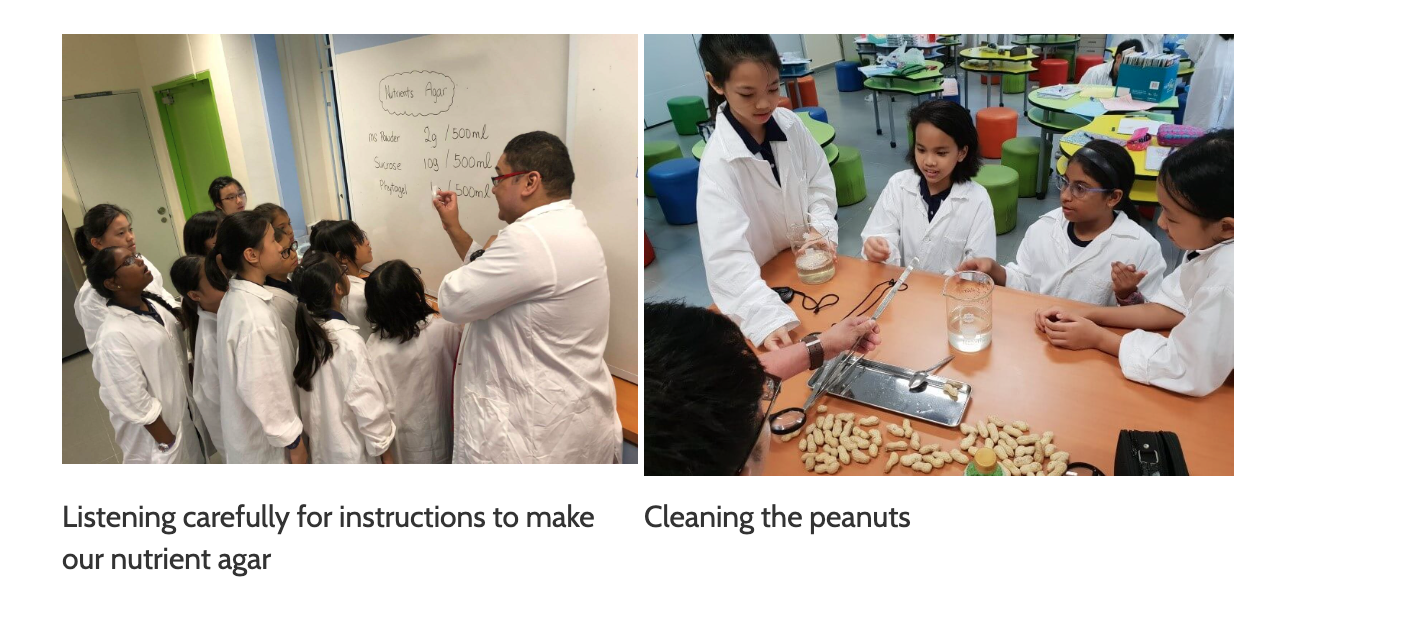 Nutrients Agar
ms Powder 2g / 500ml
Sucrose 10g / 500ml
Phytagel 1g / 500ml
Listening carefully for instructions to make
our nutrient agar
Cleaning the peanuts